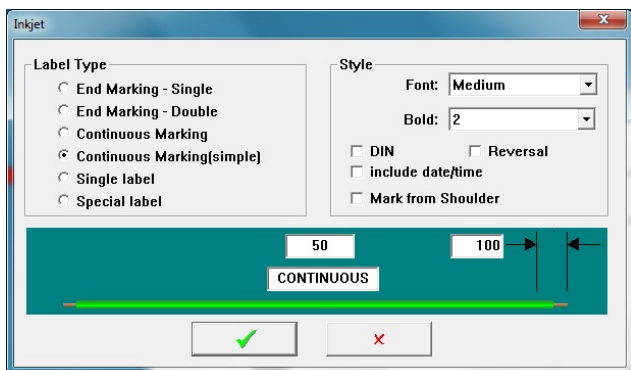 Inkjet
Label Type
End Marking - Single
End Marking - Double
Continuous Marking
Continuous Marking(simple)
Single label
Special label
Style
Font: Medium
Bold: 2
DIN Reversal
include date/time
Mark from Shoulder
50 100
CONTINUOUS